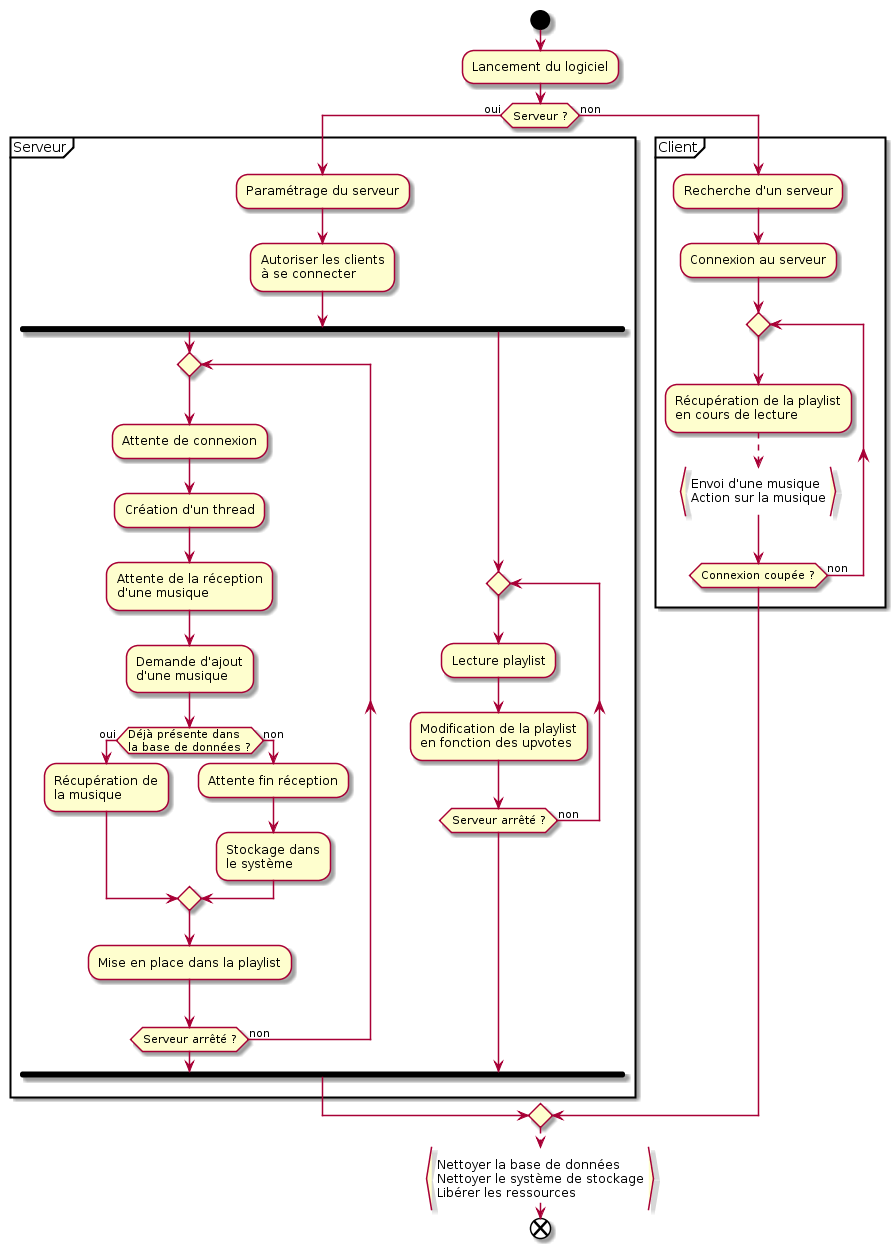 Lancement du logiciel
oui
Serveur ?
non
Serveur
Paramétrage du serveur
Autoriser les clients
à se connecter
Attente de connexion
Création d'un thread
Attente de la réception
d'une musique
Demande d'ajout
d'une musique
oui
Déjà présente dans
la base de données ?
non
Récupération de
la musique
Attente fin réception
Stockage dans
le système
Mise en place dans la playlist
Serveur arrêté ?
non
Lecture playlist
Modification de la playlist
en fonction des upvotes
Serveur arrêté ?
non
Client
Recherche d'un serveur
Connexion au serveur
Récupération de la playlist
en cours de lecture
Envoi d'une musique
Action sur la musique
Connexion coupée ?
non
Nettoyer la base de données
Nettoyer le système de stockage
Libérer les ressources